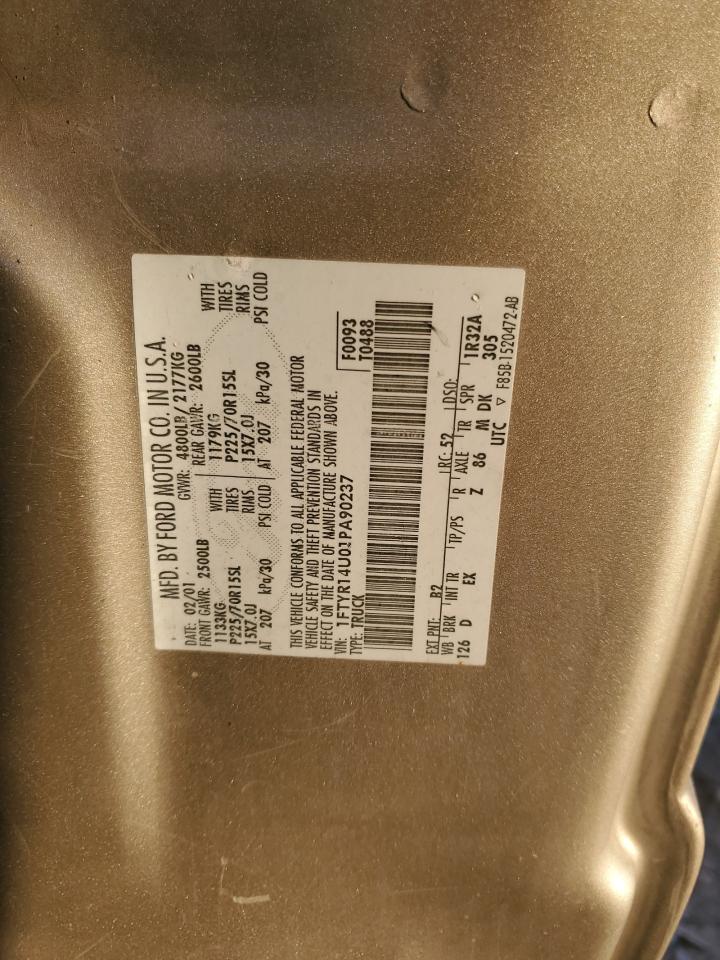 MFD. BY FORD MOTOR CO. IN U.S.A.
DATE: 02/01 GVWR: 4800LB/ 2177KG
FRONT GAWR: 2500LB REAR GAWR: 2600LB
1133KG WITH 1179KG WITH
P225/70R15SL TIRES P225/70R15SL TIRES
15X7.0J RIMS 15X7.0J RIMS
AT 207 kPa/30 PSI COLD AT 207 kPa/30 PSI COLD
THIS VEHICLE CONFORMS TO ALL APPLICABLE FEDERAL MOTOR
VEHICLE SAFETY AND THEFT PREVENTION STANDARDS IN
EFFECT ON THE DATE OF MANUFACTURE SHOWN ABOVE.
VIN: 1FTYR14U01PA90237 F0093
TYPE: TRUCK T0488
EXT PNT: B2 RC: 52 DSO:
WB BRK INT TR TP/PS R AXLE TR SPR 1R32A
126 D EX Z 86 M DK 305
UTC ▽ F85B-1520472-AB